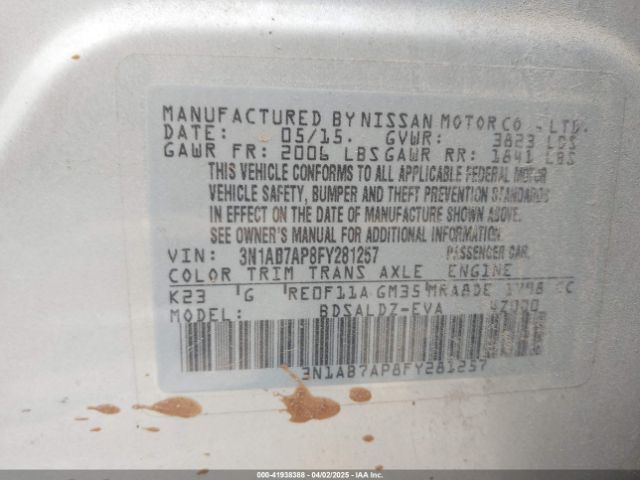 MANUFACTURED BY NISSAN MOTOR CO., LTD.
DATE: 05/15. GVWR: 3823 LBS
GAWR FR: 2006 LBS GAWR RR: 1841 LBS
THIS VEHICLE CONFORMS TO ALL APPLICABLE FEDERAL MOTOR
VEHICLE SAFETY, BUMPER AND THEFT PREVENTION STANDARDS
IN EFFECT ON THE DATE OF MANUFACTURE SHOWN ABOVE.
SEE OWNER'S MANUAL FOR ADDITIONAL INFORMATION.
VIN: 3N1AB7AP8FY281257 PASSENGER CAR
COLOR TRIM TRANS AXLE ENGINE
K23 G RE0F11A GM35 MRA8DE 1798 CC
MODEL: BDSALDZ-EVA
3N1AB7AP8FY281257
000-41938388 04/02/2025 - IAAI.COM